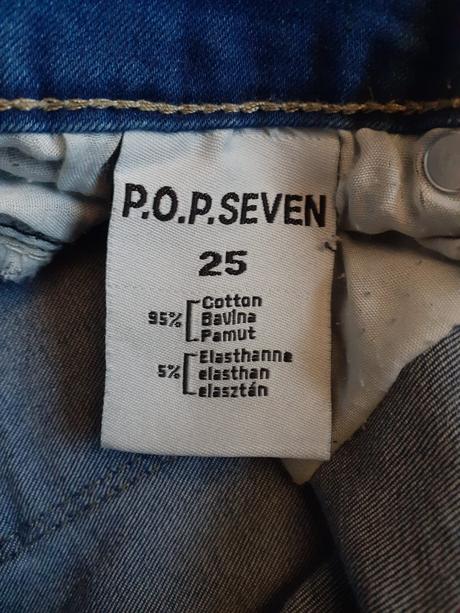 P.O.P.SEVEN
25
95% Cotton
Bavlna
Pamut
5% Elasthanne
elasthan
elasztán